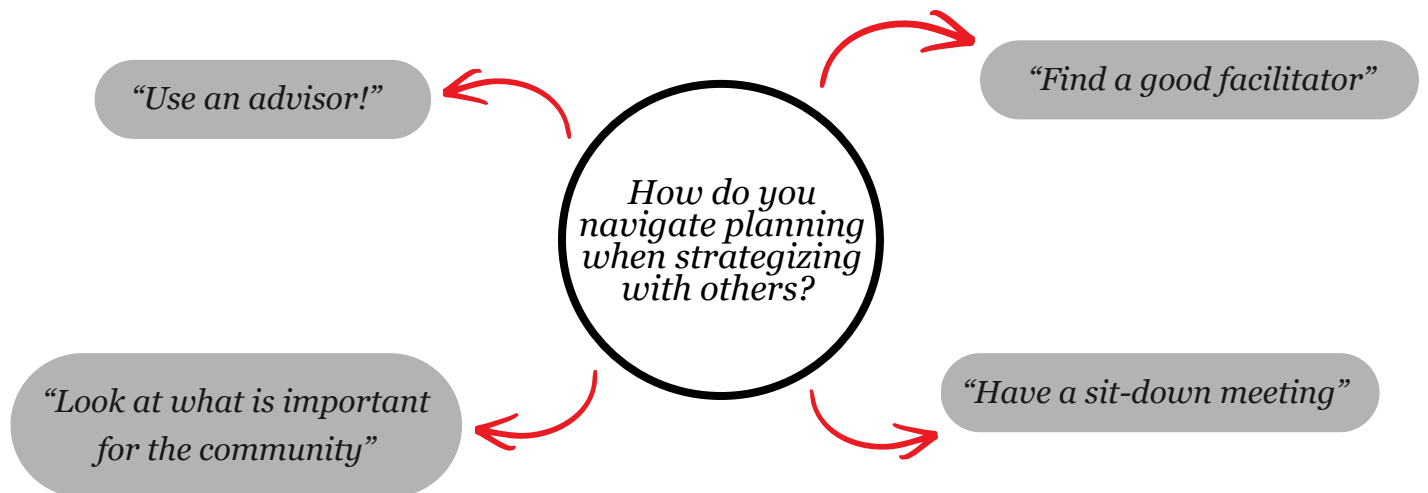 “Use an advisor!”
“Find a good facilitator”
How do you
navigate planning
when strategizing
with others?
“Look at what is important
for the community”
“Have a sit-down meeting”